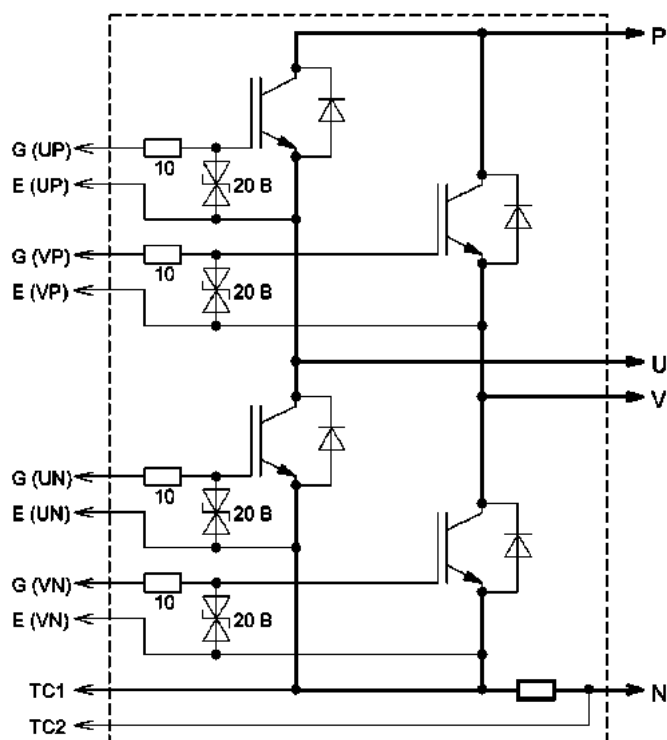 P
G (UP)
10
20 В
E (UP)
G (VP)
10
20 В
E (VP)
U
V
G (UN)
10
20 В
E (UN)
G (VN)
10
20 В
E (VN)
TC1
N
TC2